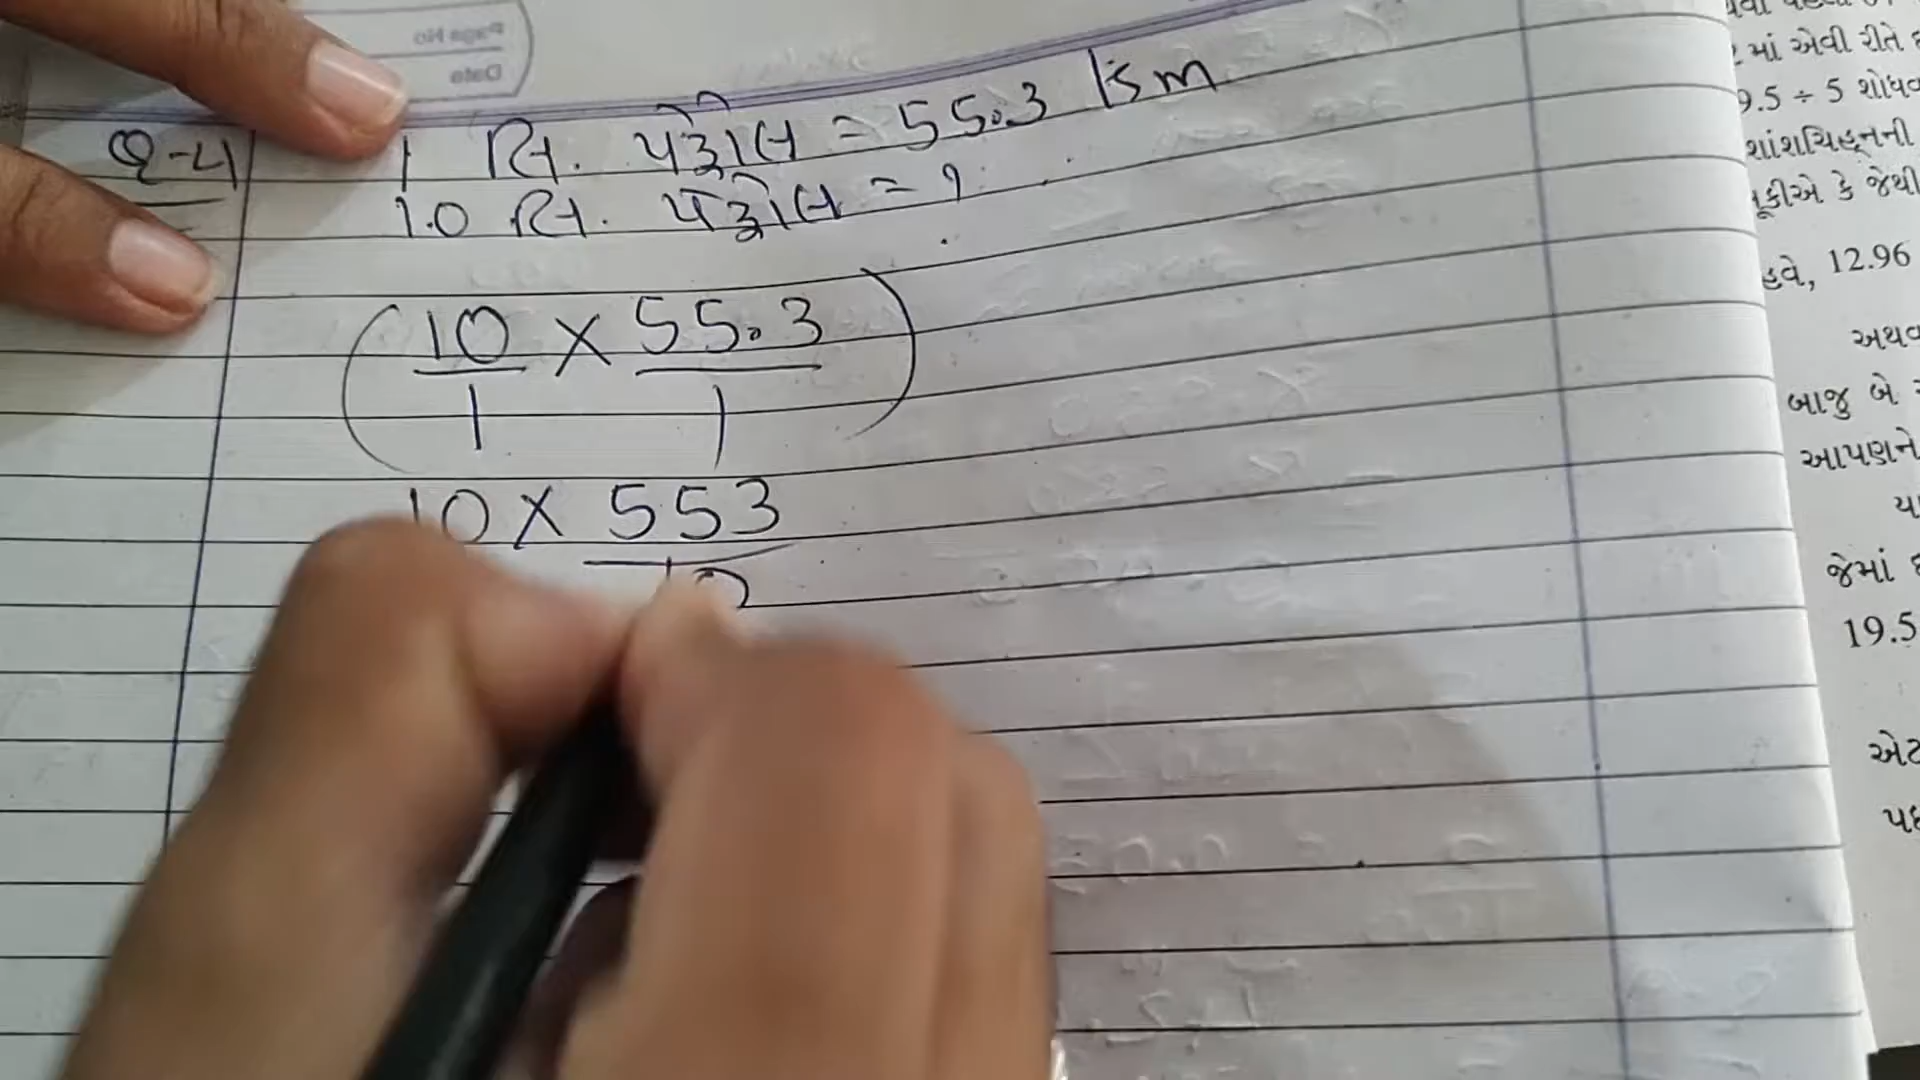 Page No
Date
Q-4
1 લિ. પેટ્રોલ = 55.3 km
10 લિ. પેટ્રોલ = ?
( 10/1 × 55.3/1 )
10 × 553/10
માં એવી રીતે
9.5 ÷ 5 શોધવ
શાંશચિહ્નની
મૂકીએ કે જેથી
હવે, 12.96
અથવ
બાજુ બે
આપણને
જેમાં
19.5
એટ